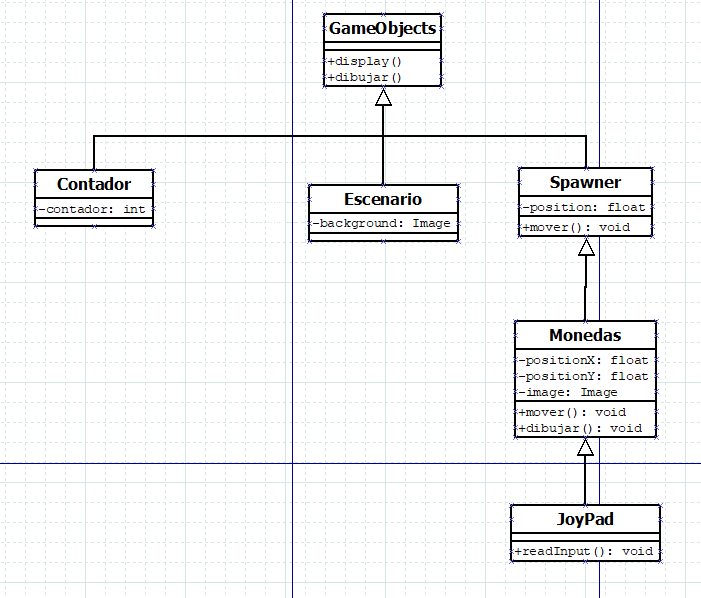 GameObjects
+display()
+dibujar()
Contador
-contador: int
Escenario
-background: Image
Spawner
-position: float
+mover(): void
Monedas
-positionX: float
-positionY: float
-image: Image
+mover(): void
+dibujar(): void
JoyPad
+readInput(): void